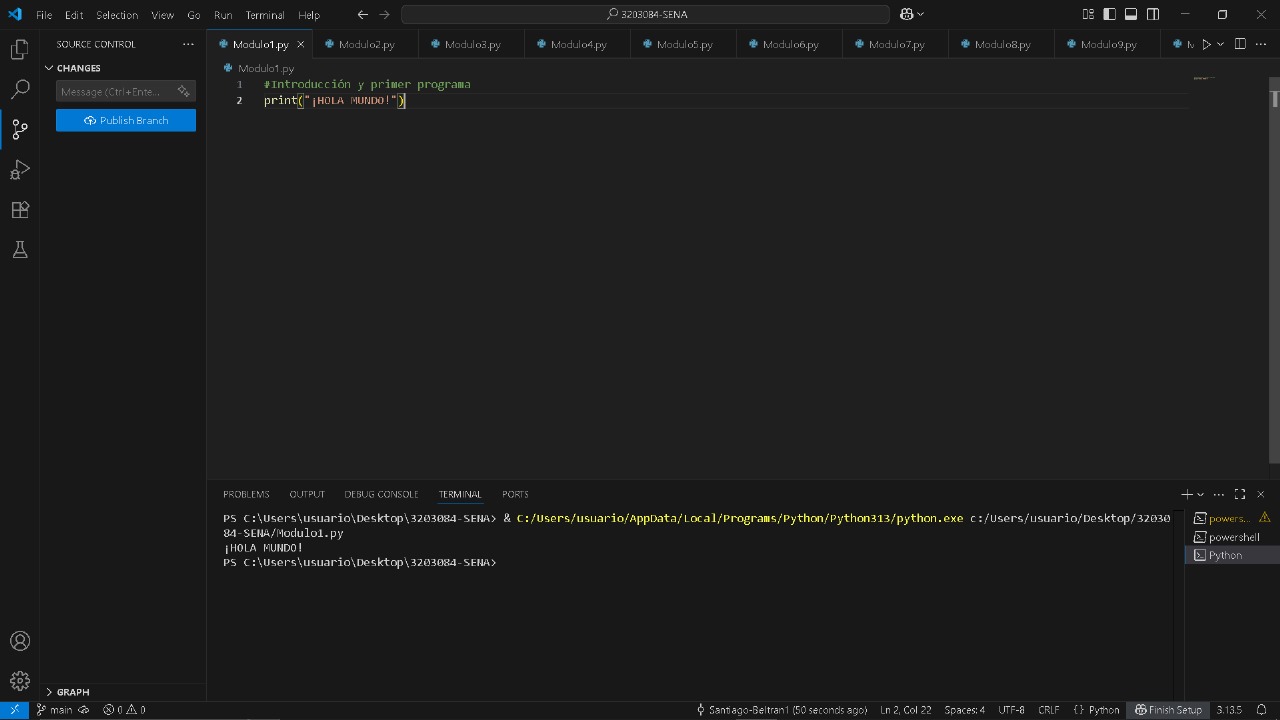 File Edit Selection View Go Run Terminal Help 3203084-SENA
SOURCE CONTROL
CHANGES
Message (Ctrl+Ente...
Publish Branch
GRAPH
Modulo1.py Modulo2.py Modulo3.py Modulo4.py Modulo5.py Modulo6.py Modulo7.py Modulo8.py Modulo9.py
Modulo1.py
1 #Introducción y primer programa
2 print("¡HOLA MUNDO!")
PROBLEMS OUTPUT DEBUG CONSOLE TERMINAL PORTS
PS C:\Users\usuario\Desktop\3203084-SENA> & C:/Users/usuario/AppData/Local/Programs/Python/Python313/python.exe c:/Users/usuario/Desktop/32030
84-SENA/Modulo1.py
¡HOLA MUNDO!
PS C:\Users\usuario\Desktop\3203084-SENA>
powers...
powershell
Python
main 0 0 Santiago-Beltran1 (50 seconds ago) Ln 2, Col 22 Spaces: 4 UTF-8 CRLF {} Python Finish Setup 3.13.5